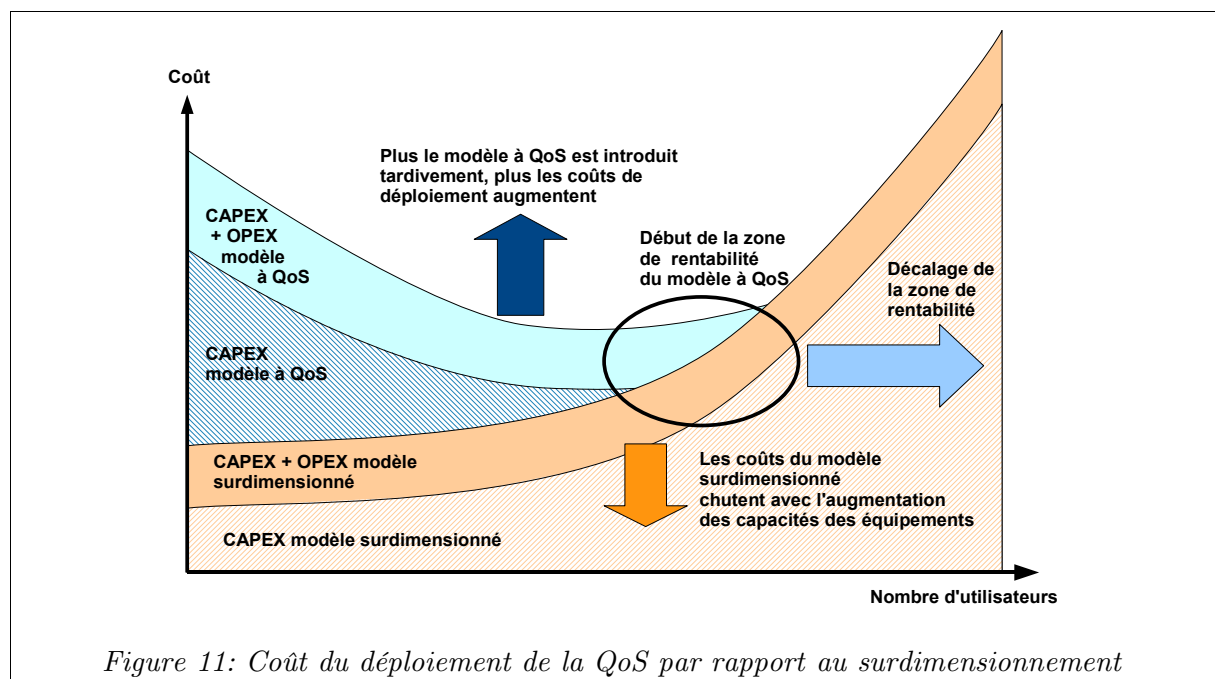 Coût
Plus le modèle à QoS est introduit
tardivement, plus les coûts de
déploiement augmentent
CAPEX
+ OPEX
modèle
à QoS
Début de la zone
de rentabilité
du modèle à QoS
Décalage de
la zone de
rentabilité
CAPEX
modèle à QoS
CAPEX + OPEX modèle
surdimensionné
Les coûts du modèle
surdimensionné
chutent avec l'augmentation
des capacités des équipements
CAPEX modèle surdimensionné
Nombre d'utilisateurs
Figure 11: Coût du déploiement de la QoS par rapport au surdimensionnement